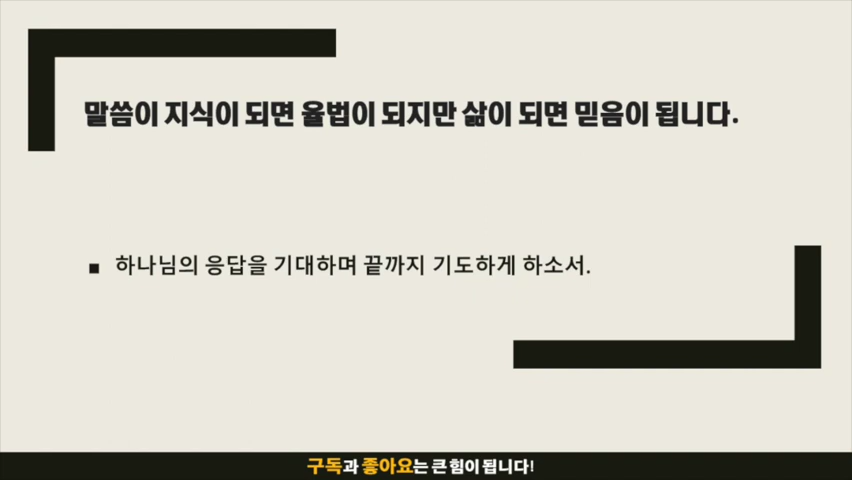 말씀이 지식이 되면 율법이 되지만 삶이 되면 믿음이 됩니다.
■ 하나님의 응답을 기대하며 끝까지 기도하게 하소서.
구독과 좋아요는 큰 힘이 됩니다!